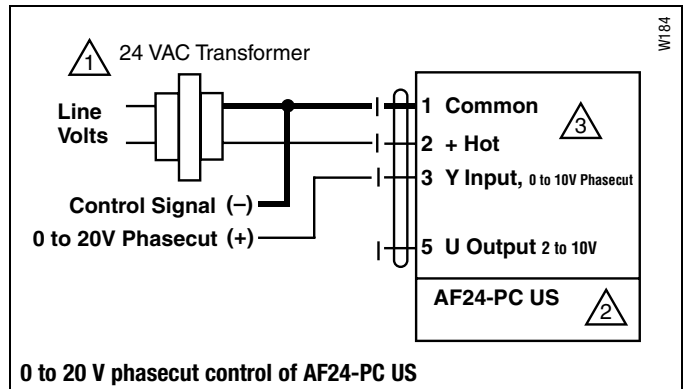 W184
1 24 VAC Transformer
Line
Volts
1 Common
3
2 + Hot
3 Y Input, 0 to 10V Phasecut
Control Signal (–)
0 to 20V Phasecut (+)
5 U Output 2 to 10V
AF24-PC US 2
0 to 20 V phasecut control of AF24-PC US